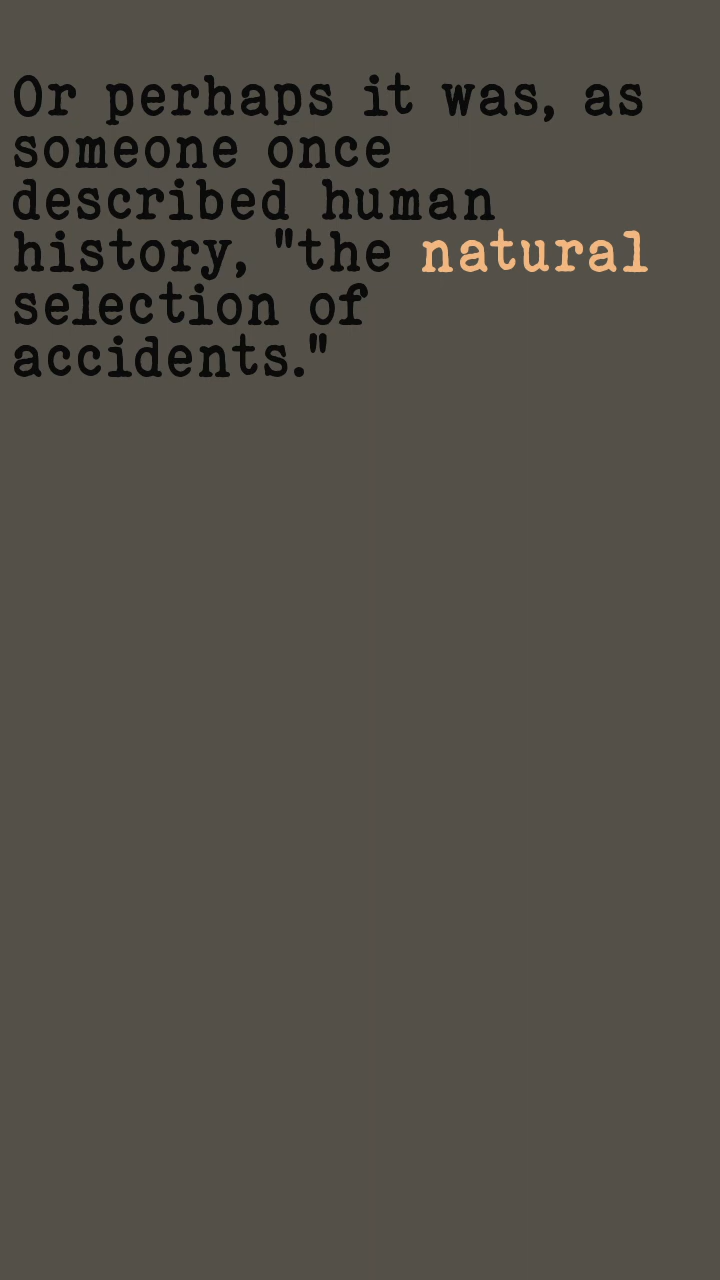 Or perhaps it was, as
someone once
described human
history, "the natural
selection of
accidents."